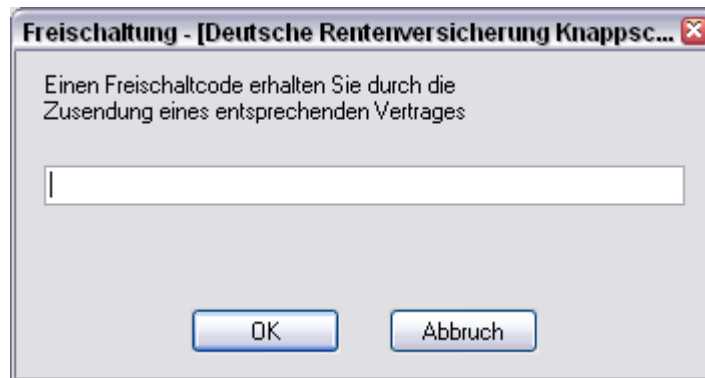 Freischaltung - [Deutsche Rentenversicherung Knappsc...
Einen Freischaltcode erhalten Sie durch die
Zusendung eines entsprechenden Vertrages
OK Abbruch